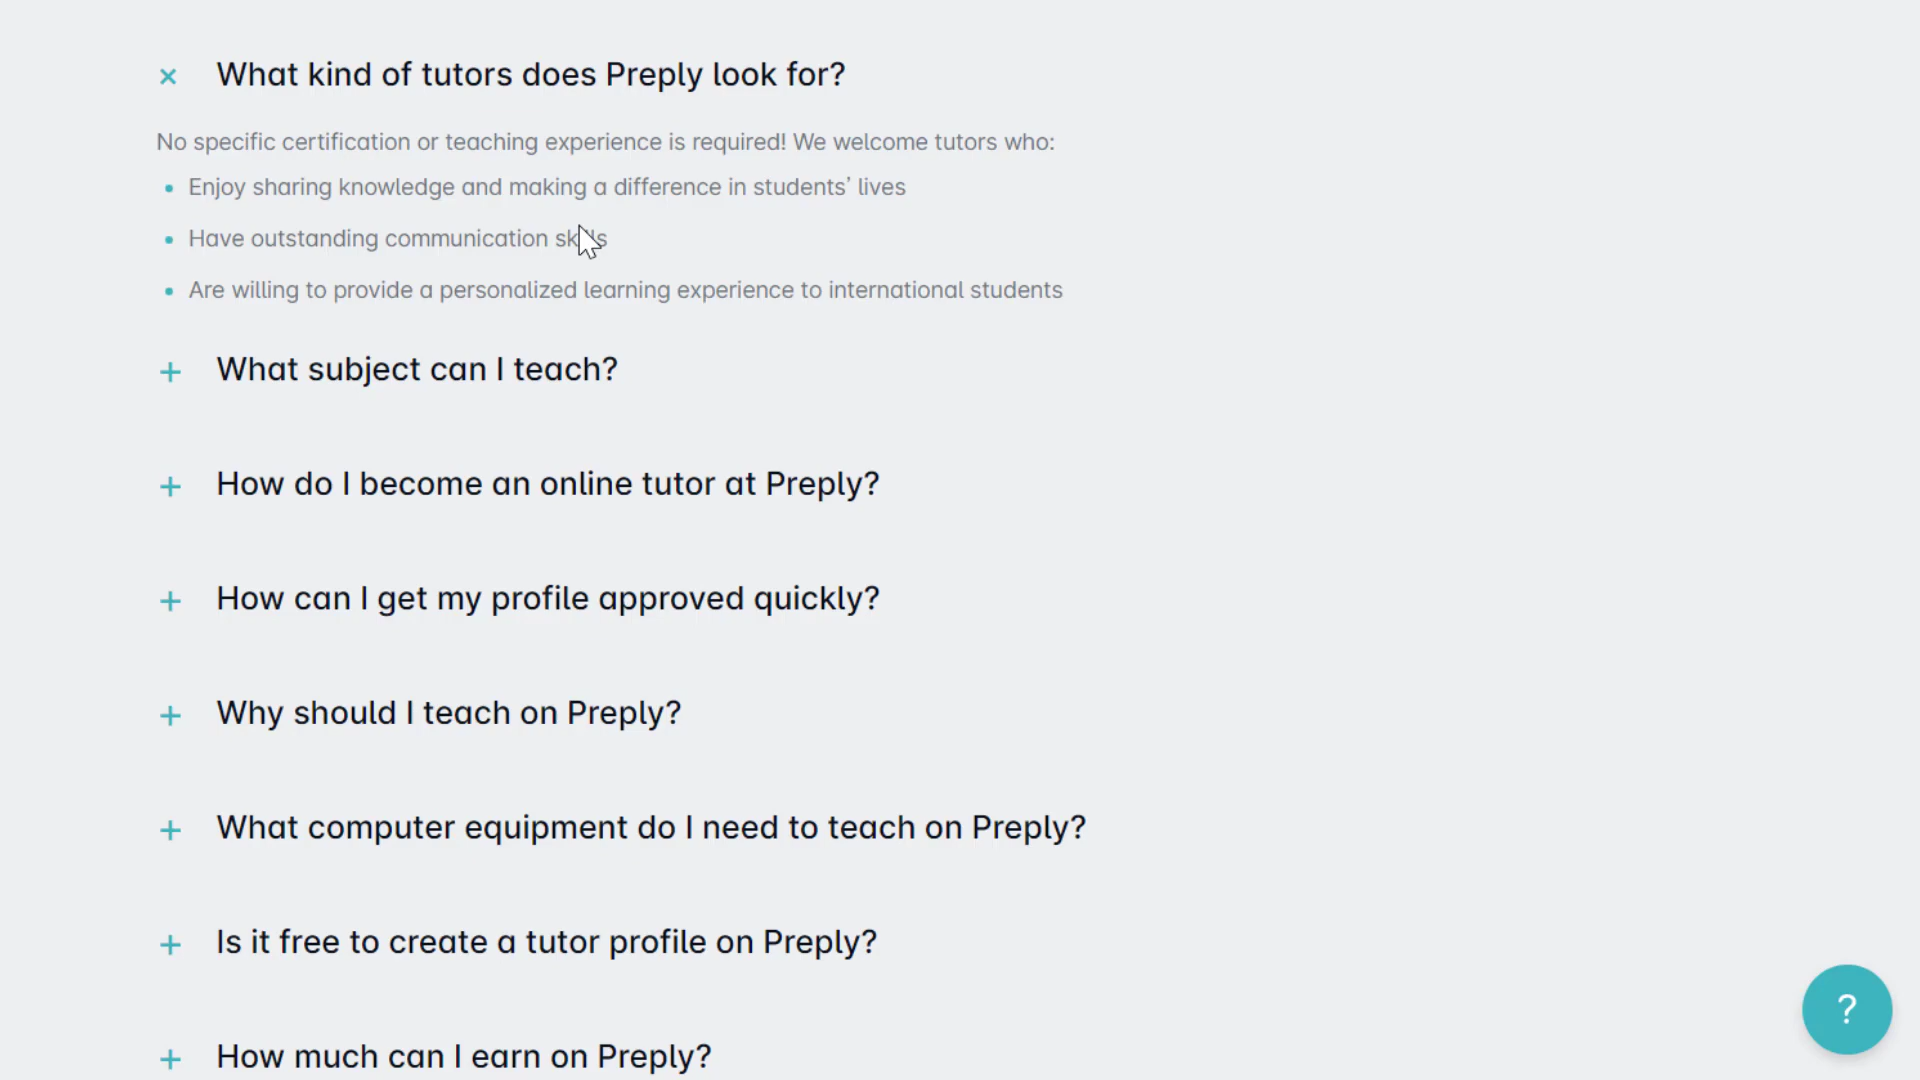 What kind of tutors does Preply look for?
No specific certification or teaching experience is required! We welcome tutors who:
Enjoy sharing knowledge and making a difference in students’ lives
Have outstanding communication skills
Are willing to provide a personalized learning experience to international students
What subject can I teach?
How do I become an online tutor at Preply?
How can I get my profile approved quickly?
Why should I teach on Preply?
What computer equipment do I need to teach on Preply?
Is it free to create a tutor profile on Preply?
?
How much can I earn on Preply?